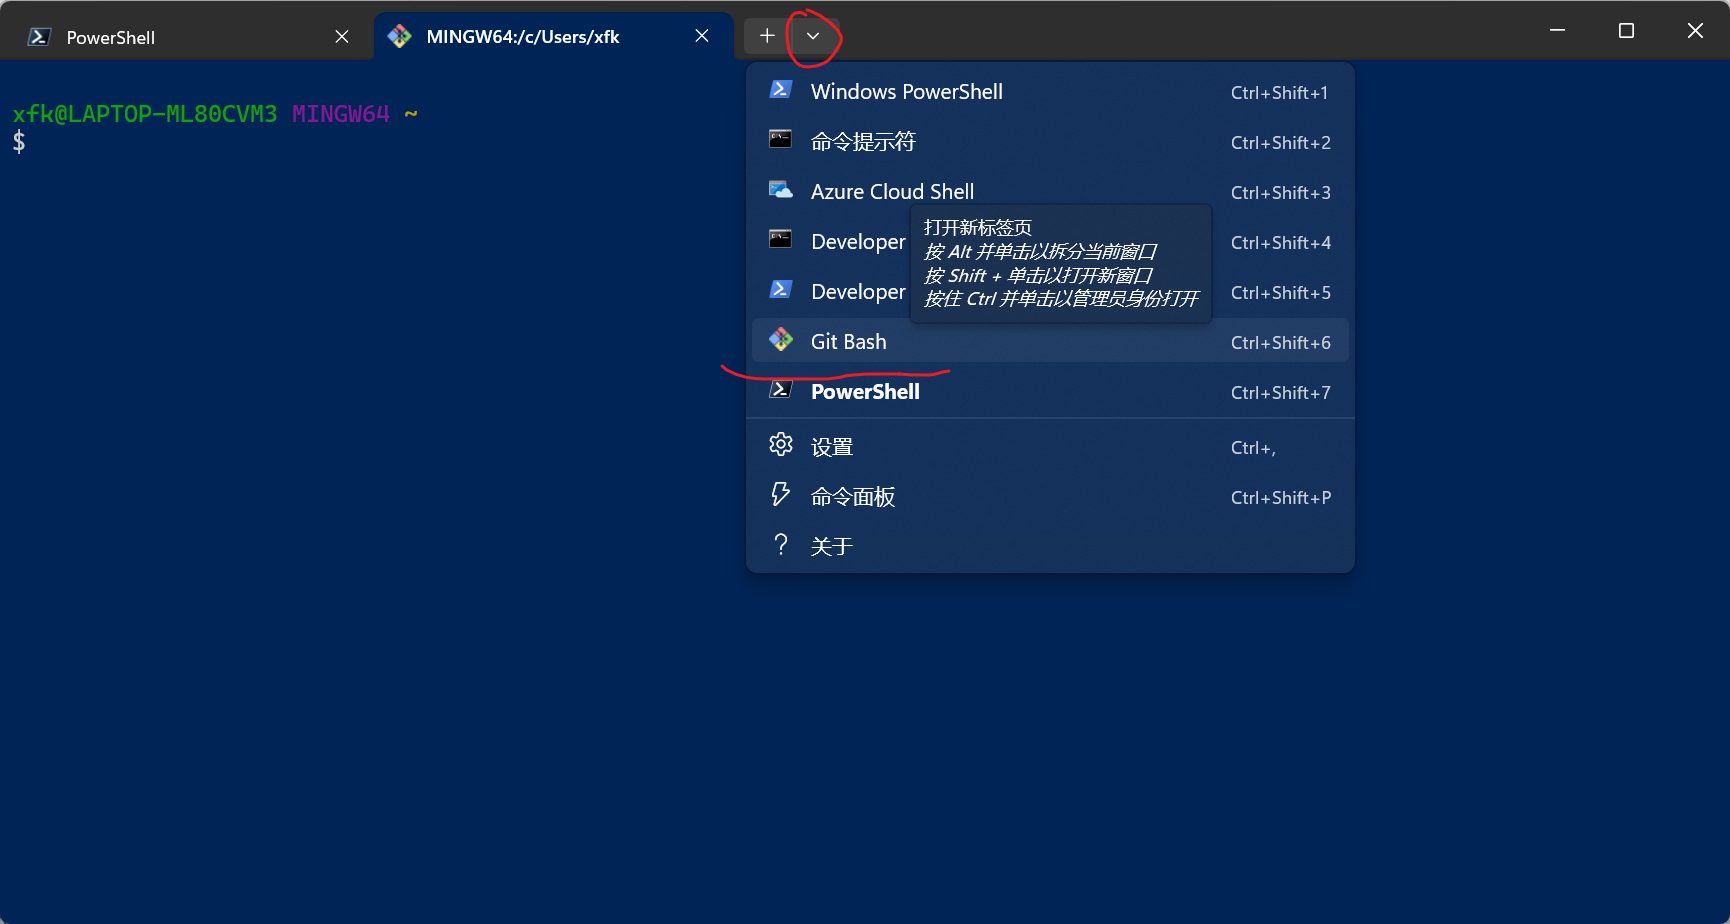 PowerShell
MINGW64:/c/Users/xfk
xfk@LAPTOP-ML80CVM3 MINGW64 ~
$
Windows PowerShell Ctrl+Shift+1
命令提示符 Ctrl+Shift+2
Azure Cloud Shell Ctrl+Shift+3
Developer Ctrl+Shift+4
Developer Ctrl+Shift+5
打开新标签页
按 Alt 并单击以拆分当前窗口
按 Shift + 单击以打开新窗口
按住 Ctrl 并单击以管理员身份打开
Git Bash Ctrl+Shift+6
PowerShell Ctrl+Shift+7
设置 Ctrl+,
命令面板 Ctrl+Shift+P
关于